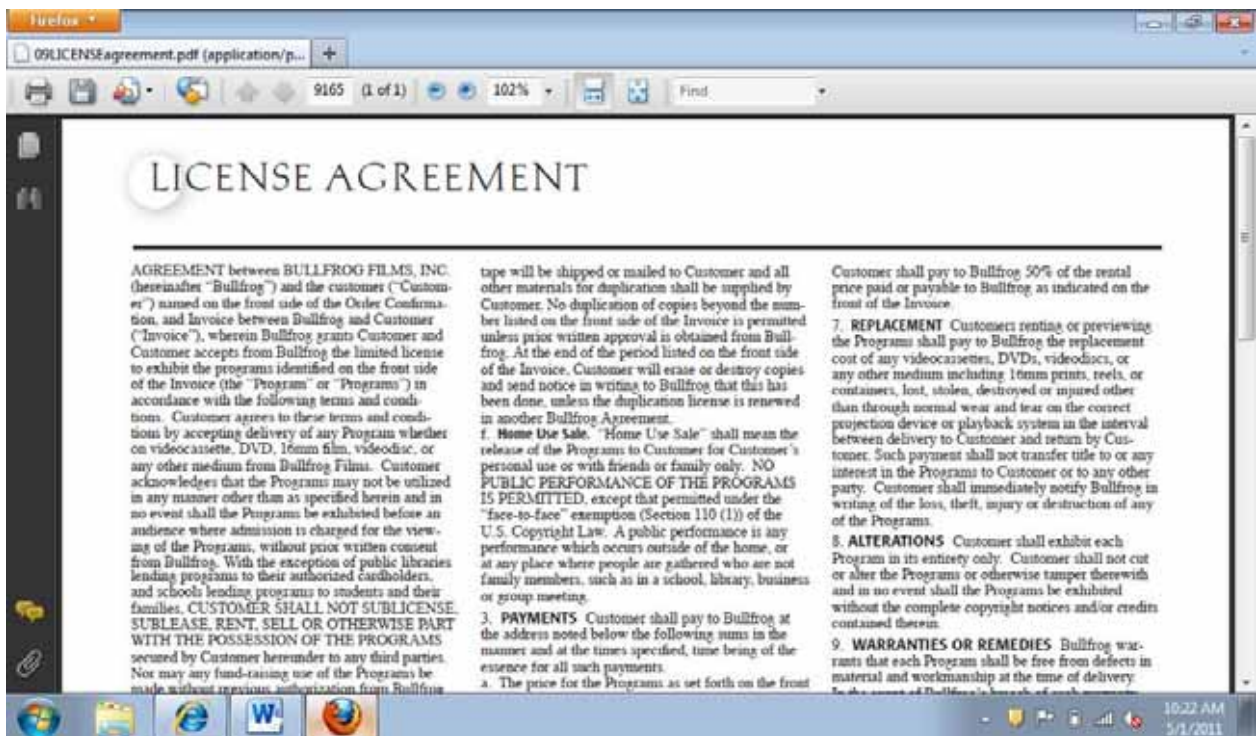 Firefox
09LICENSEagreement.pdf (application/p...
9165 (1 of 1) 102% Find
LICENSE AGREEMENT
AGREEMENT between BULLFROG FILMS, INC.
(hereinafter "Bullfrog") and the customer ("Custom-
er") named on the front side of the Order Confirma-
tion, and Invoice between Bullfrog and Customer
("Invoice"), wherein Bullfrog grants Customer and
Customer accepts from Bullfrog the limited license
to exhibit the programs identified on the front side
of the Invoice (the "Program" or "Programs") in
accordance with the following terms and condi-
tions. Customer agrees to these terms and condi-
tions by accepting delivery of any Program whether
on videocassette, DVD, 16mm film, videodisc, or
any other medium from Bullfrog Films. Customer
acknowledges that the Programs may not be utilized
in any manner other than as specified herein and in
no event shall the Programs be exhibited before an
audience where admission is charged for the view-
ing of the Programs, without prior written consent
from Bullfrog. With the exception of public libraries
lending programs to their authorized cardholders,
and schools lending programs to students and their
families, CUSTOMER SHALL NOT SUBLICENSE,
SUBLEASE, RENT, SELL OR OTHERWISE PART
WITH THE POSSESSION OF THE PROGRAMS
secured by Customer hereunder to any third parties.
Nor may any fund-raising use of the Programs be
made without previous authorization from Bullfrog
tape will be shipped or mailed to Customer and all
other materials for duplication shall be supplied by
Customer. No duplication of copies beyond the num-
ber listed on the front side of the Invoice is permitted
unless prior written approval is obtained from Bull-
frog. At the end of the period listed on the front side
of the Invoice, Customer will erase or destroy copies
and send notice in writing to Bullfrog that this has
been done, unless the duplication license is renewed
in another Bullfrog Agreement.
f. Home Use Sale. "Home Use Sale" shall mean the
release of the Programs to Customer for Customer's
personal use or with friends or family only. NO
PUBLIC PERFORMANCE OF THE PROGRAMS
IS PERMITTED, except that permitted under the
"face-to-face" exemption (Section 110 (1)) of the
U.S. Copyright Law. A public performance is any
performance which occurs outside of the home, or
at any place where people are gathered who are not
family members, such as in a school, library, business
or group meeting.
3. PAYMENTS Customer shall pay to Bullfrog at
the address noted below the following sums in the
manner and at the times specified, time being of the
essence for all such payments.
a. The price for the Programs as set forth on the front
Customer shall pay to Bullfrog 50% of the rental
price paid or payable to Bullfrog as indicated on the
front of the Invoice.
7. REPLACEMENT Customers renting or previewing
the Programs shall pay to Bullfrog the replacement
cost of any videocassettes, DVDs, videodiscs, or
any other medium including 16mm prints, reels, or
containers, lost, stolen, destroyed or injured other
than through normal wear and tear on the correct
projection device or playback system in the interval
between delivery to Customer and return by Cus-
tomer. Such payment shall not transfer title to or any
interest in the Programs to Customer or to any other
party. Customer shall immediately notify Bullfrog in
writing of the loss, theft, injury or destruction of any
of the Programs.
8. ALTERATIONS Customer shall exhibit each
Program in its entirety only. Customer shall not cut
or alter the Programs or otherwise tamper therewith
and in no event shall the Programs be exhibited
without the complete copyright notices and/or credits
contained therein.
9. WARRANTIES OR REMEDIES Bullfrog war-
rants that each Program shall be free from defects in
material and workmanship at the time of delivery.
10:22 AM
5/1/2011